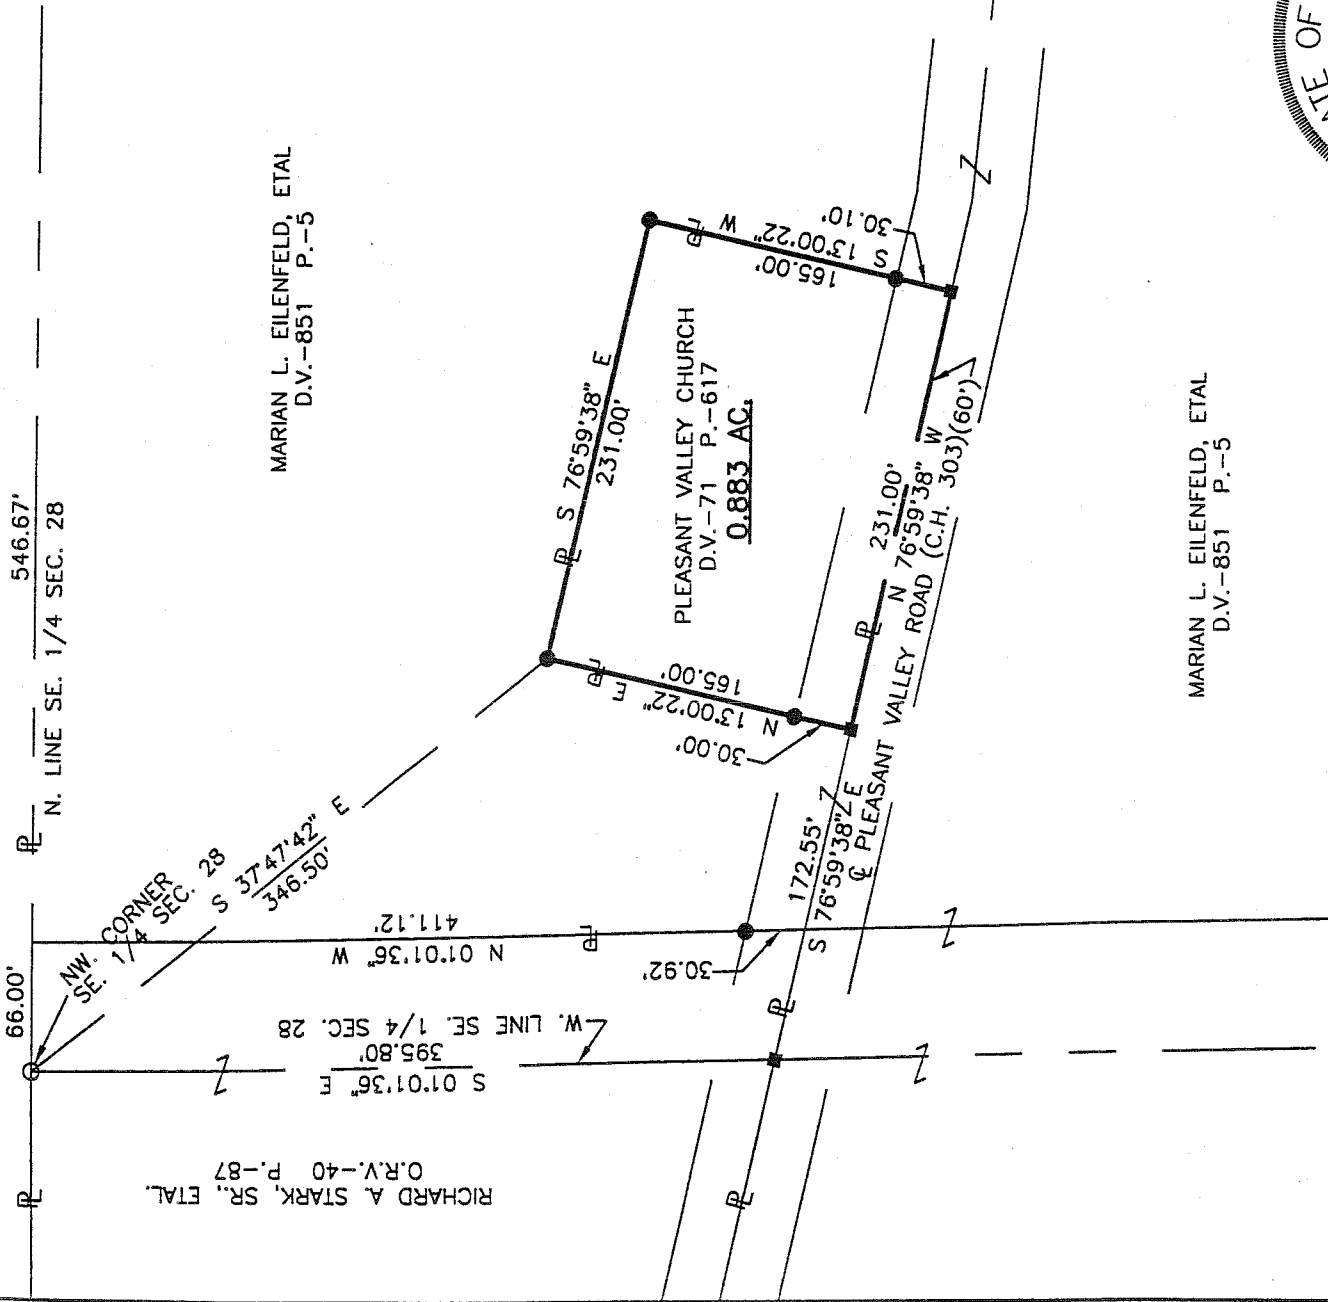 546.67'
N. LINE SE. 1/4 SEC. 28
66.00'
NW. CORNER
SE. 1/4 SEC. 28
S 37°47'42" E
346.50'
MARIAN L. EILENFELD, ETAL
D.V.-851 P.-5
S 76°59'38" E
231.00'
S 13°00'22" W
165.00'
30.10'
PLEASANT VALLEY CHURCH
D.V.-71 P.-617
0.883 AC.
N 13°00'22" E
165.00'
30.00'
231.00'
N 76°59'38" W
℄ PLEASANT VALLEY ROAD (C.H. 303)(60')
172.55'
S 76°59'38" E
N 01°01'36" W
411.12'
30.92'
W. LINE SE. 1/4 SEC. 28
S 01°01'36" E
395.80'
RICHARD A STARK, SR., ETAL.
O.R.V.-40 P.-87
MARIAN L. EILENFELD, ETAL
D.V.-851 P.-5
OF